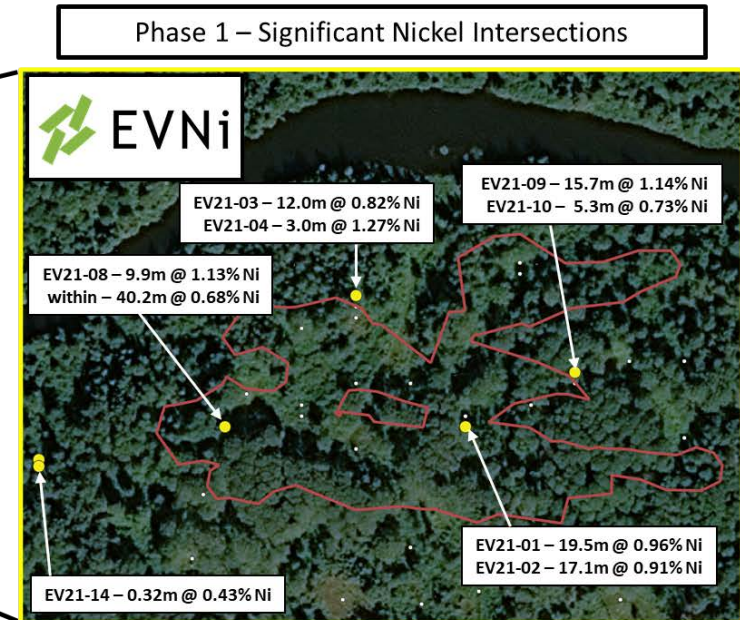 Phase 1 – Significant Nickel Intersections
EVNi
EV21-09 – 15.7m @ 1.14% Ni
EV21-10 – 5.3m @ 0.73% Ni
EV21-03 – 12.0m @ 0.82% Ni
EV21-04 – 3.0m @ 1.27% Ni
EV21-08 – 9.9m @ 1.13% Ni
within – 40.2m @ 0.68% Ni
EV21-01 – 19.5m @ 0.96% Ni
EV21-02 – 17.1m @ 0.91% Ni
EV21-14 – 0.32m @ 0.43% Ni